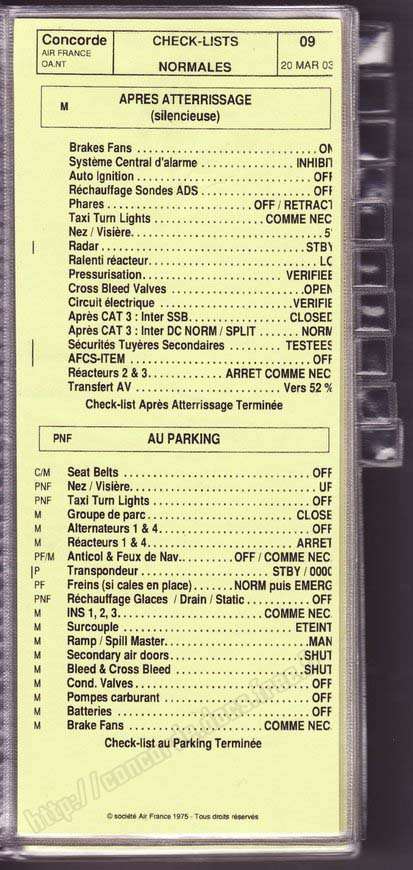 Concorde CHECK-LISTS 09
AIR FRANCE
OA.NT NORMALES 20 MAR 03
M APRES ATTERRISSAGE
(silencieuse)
Brakes Fans ON
Système Central d'alarme INHIBIT
Auto Ignition OFF
Réchauffage Sondes ADS OFF
Phares OFF / RETRACT
Taxi Turn Lights COMME NEC.
Nez / Visière. 5°
Radar STBY
Ralenti réacteur LO
Pressurisation VERIFIEE
Cross Bleed Valves OPEN
Circuit électrique VERIFIE
Après CAT 3 : Inter SSB CLOSED
Après CAT 3 : Inter DC NORM / SPLIT NORM
Sécurités Tuyères Secondaires TESTEES
AFCS-ITEM OFF
Réacteurs 2 & 3 ARRET COMME NEC.
Transfert AV Vers 52 %
Check-list Après Atterrissage Terminée
PNF AU PARKING
C/M Seat Belts OFF
PNF Nez / Visière UP
PNF Taxi Turn Lights OFF
M Groupe de parc CLOSE
M Alternateurs 1 & 4 OFF
M Réacteurs 1 & 4 ARRET
PF/M Anticol & Feux de Nav. OFF / COMME NEC.
P Transpondeur STBY / 0000
PF Freins (si cales en place) NORM puis EMERG
PNF Réchauffage Glaces / Drain / Static OFF
M INS 1, 2, 3 COMME NEC.
M Surcouple ETEINT
M Ramp / Spill Master. MAN
M Secondary air doors. SHUT
M Bleed & Cross Bleed SHUT
M Cond. Valves OFF
M Pompes carburant OFF
M Batteries OFF
M Brake Fans COMME NEC.
Check-list au Parking Terminée
© société Air France 1975 - Tous droits réservés